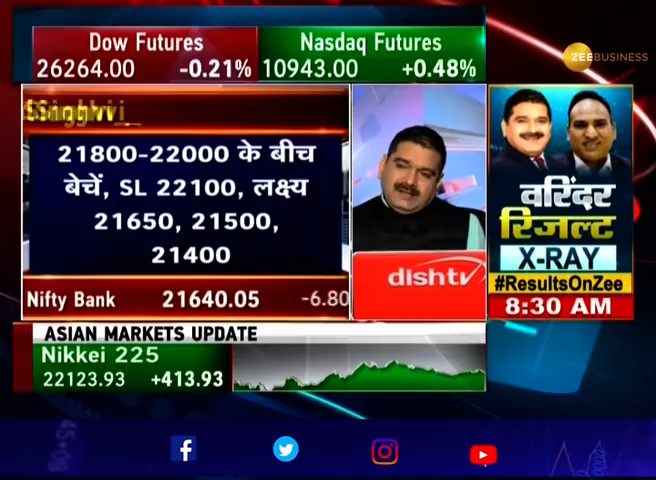 Dow Futures
26264.00 -0.21%
Nasdaq Futures
10943.00 +0.48%
ZEEBUSINESS
21800-22000 के बीच
बेचें, SL 22100, लक्ष्य
21650, 21500,
21400
Nifty Bank 21640.05 -6.80
dishtv
वरिंदर
रिजल्ट
X-RAY
#ResultsOnZee
8:30 AM
ASIAN MARKETS UPDATE
Nikkei 225
22123.93 +413.93